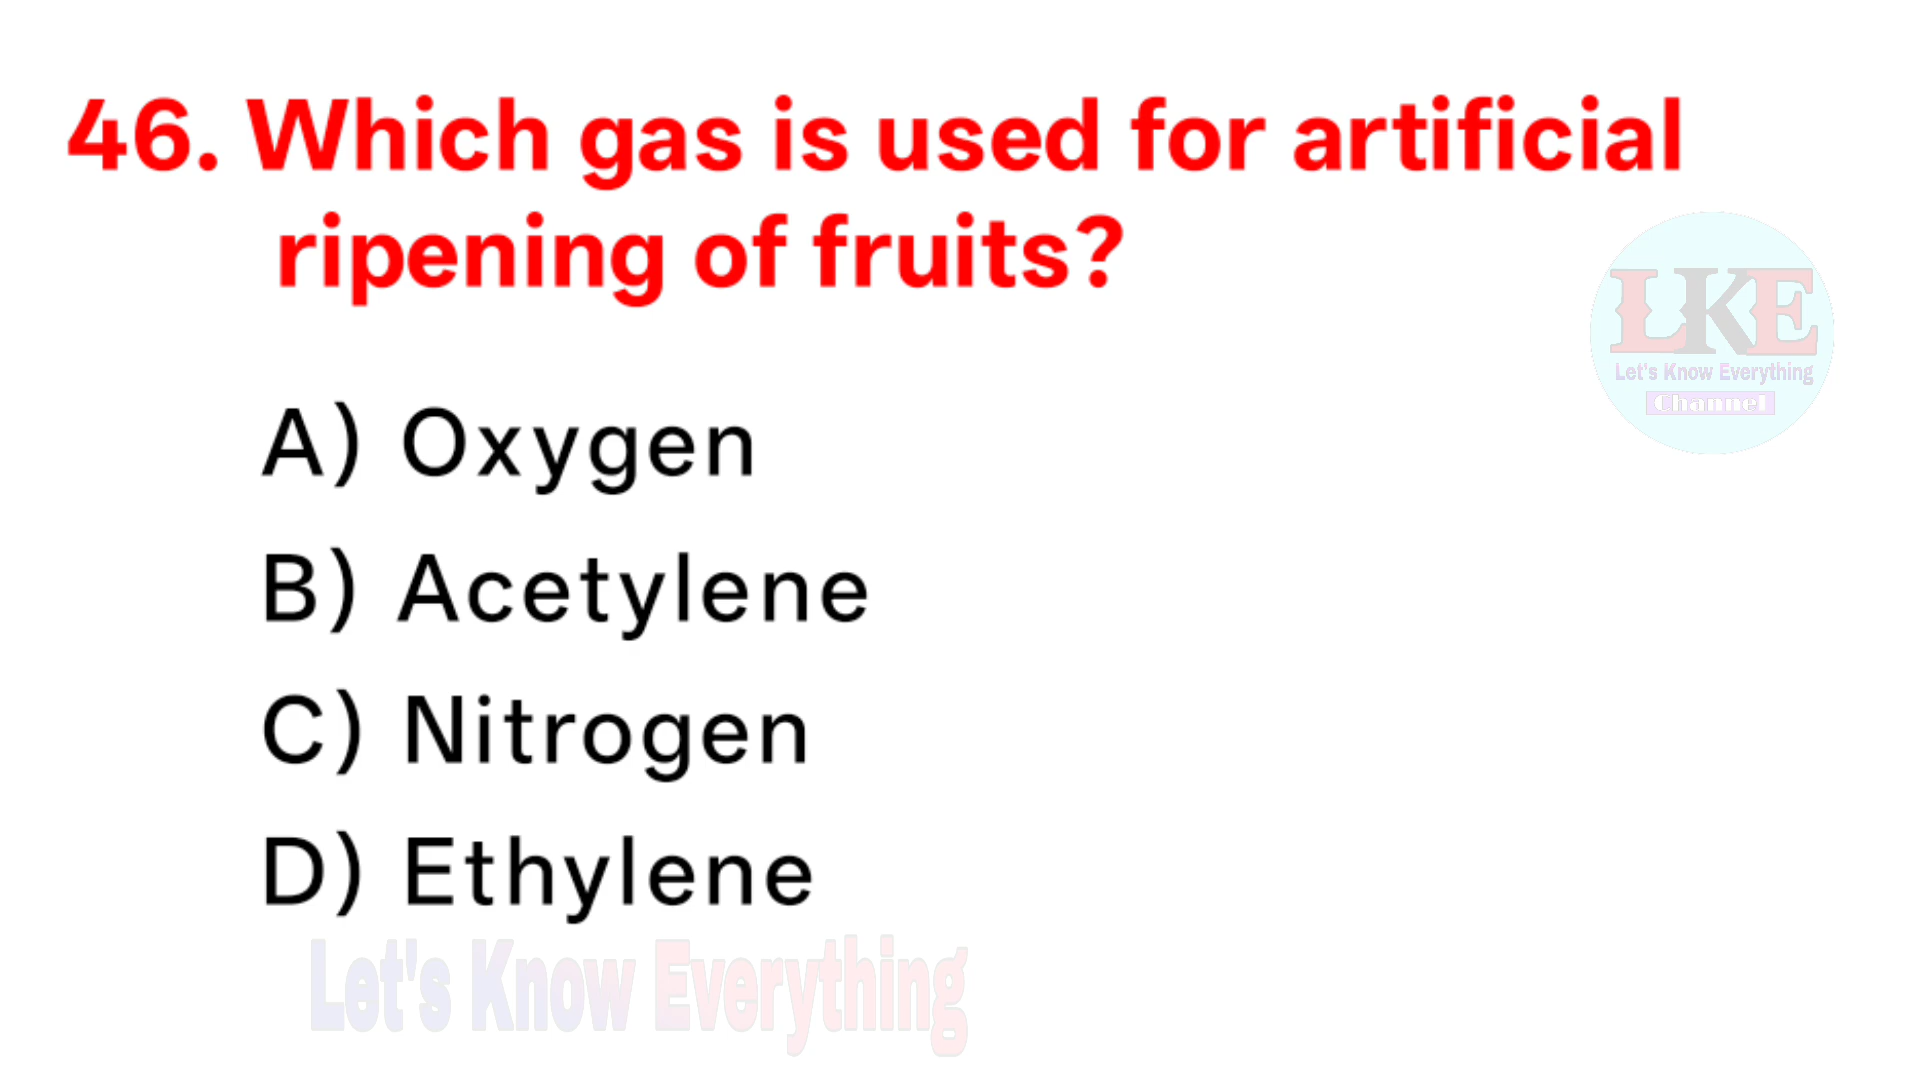 46. Which gas is used for artificial
ripening of fruits?
LKE
Let's Know Everything
Channel
A) Oxygen
B) Acetylene
C) Nitrogen
D) Ethylene
Let's Know Everything